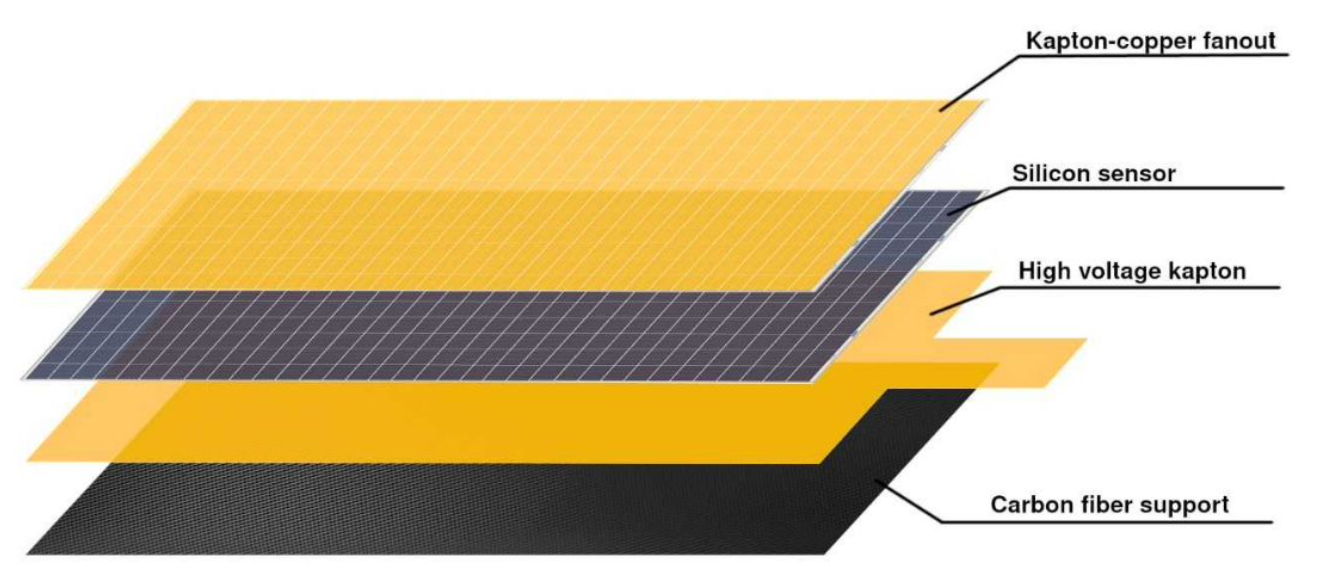 Kapton-copper fanout
Silicon sensor
High voltage kapton
Carbon fiber support